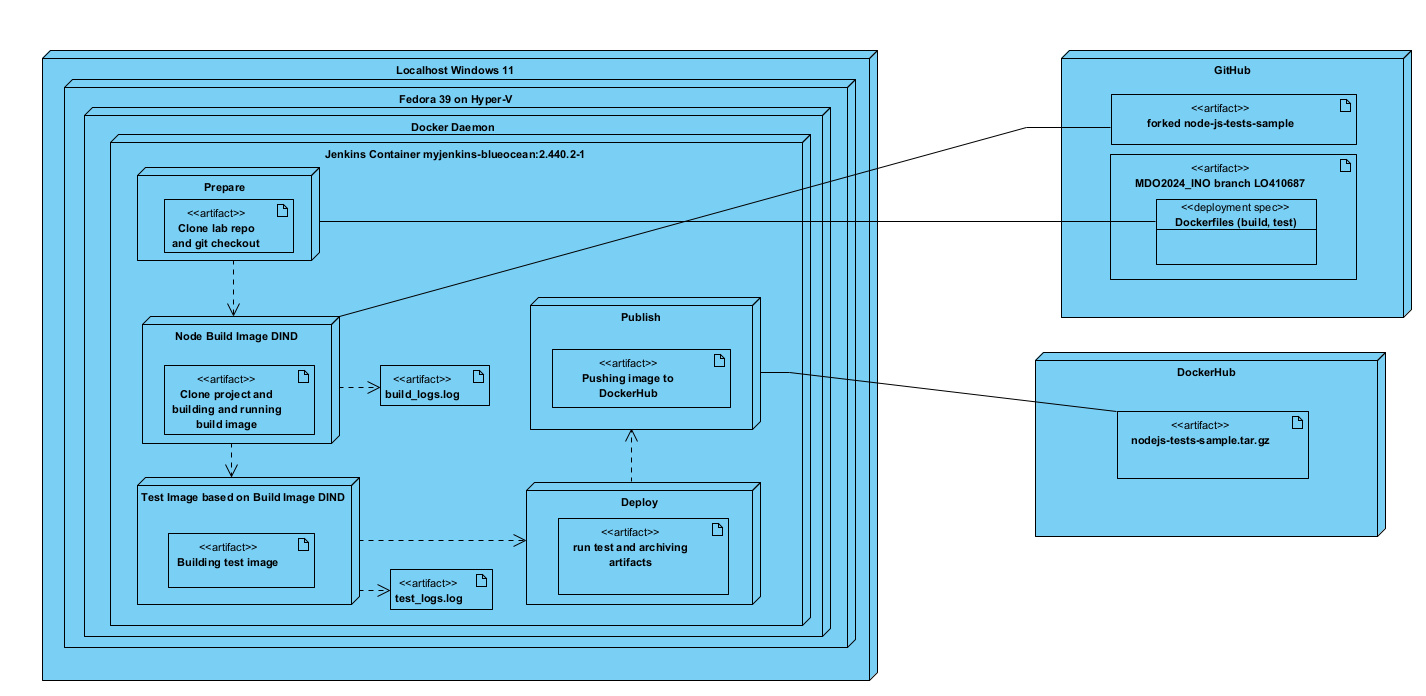 Localhost Windows 11
Fedora 39 on Hyper-V
Docker Daemon
Jenkins Container myjenkins-blueocean:2.440.2-1
Prepare
<<artifact>>
Clone lab repo
and git checkout
Node Build Image DIND
<<artifact>>
Clone project and
building and running
build image
<<artifact>>
build_logs.log
Test Image based on Build Image DIND
<<artifact>>
Building test image
<<artifact>>
test_logs.log
Publish
<<artifact>>
Pushing image to
DockerHub
Deploy
<<artifact>>
run test and archiving
artifacts
GitHub
<<artifact>>
forked node-js-tests-sample
<<artifact>>
MDO2024_INO branch LO410687
<<deployment spec>>
Dockerfiles (build, test)
DockerHub
<<artifact>>
nodejs-tests-sample.tar.gz